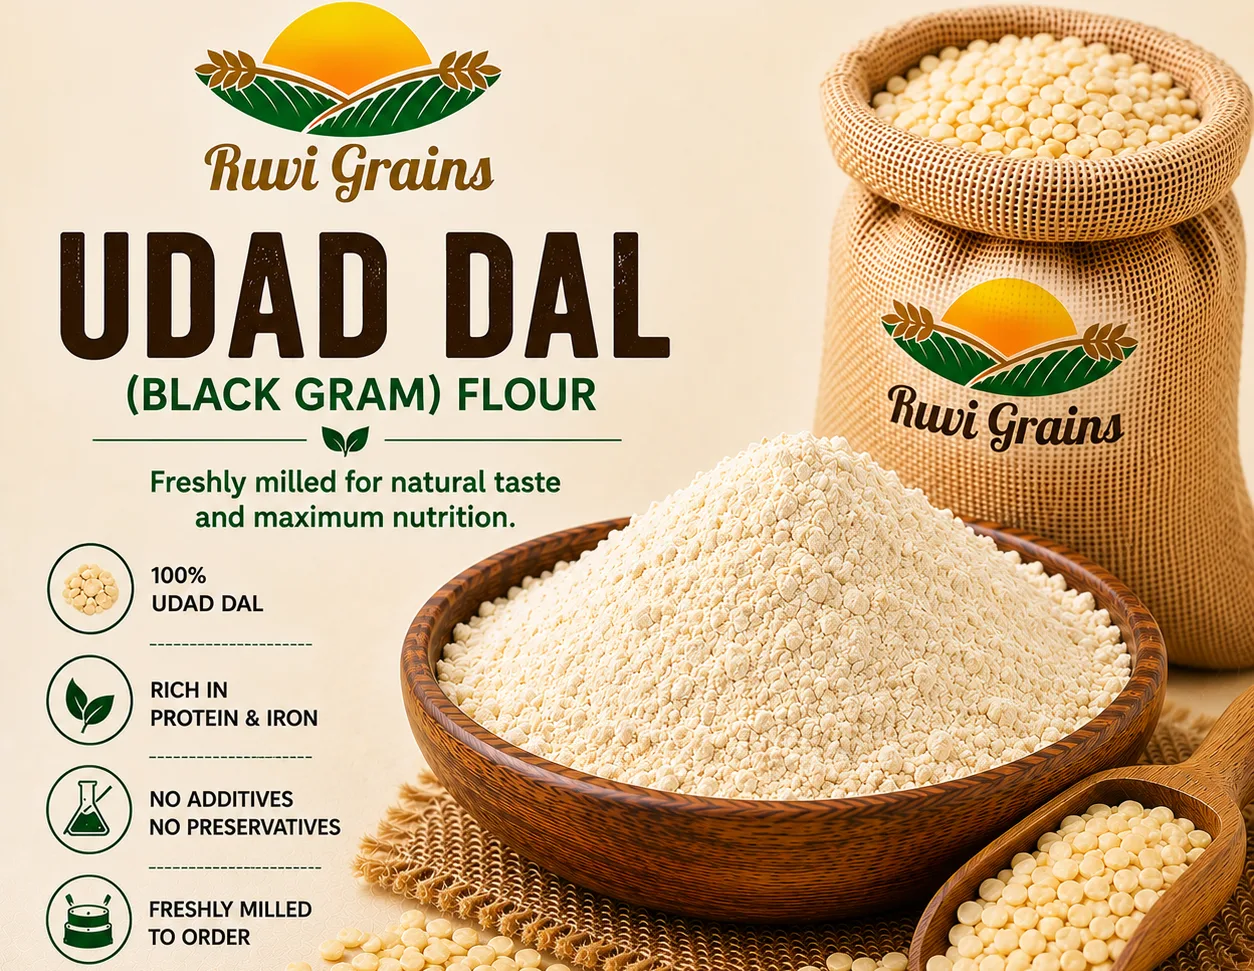 Ruvi Grains
UDAD DAL
(BLACK GRAM) FLOUR
Freshly milled for natural taste
and maximum nutrition.
100%
UDAD DAL
RICH IN
PROTEIN & IRON
NO ADDITIVES
NO PRESERVATIVES
FRESHLY MILLED
TO ORDER
Ruvi Grains